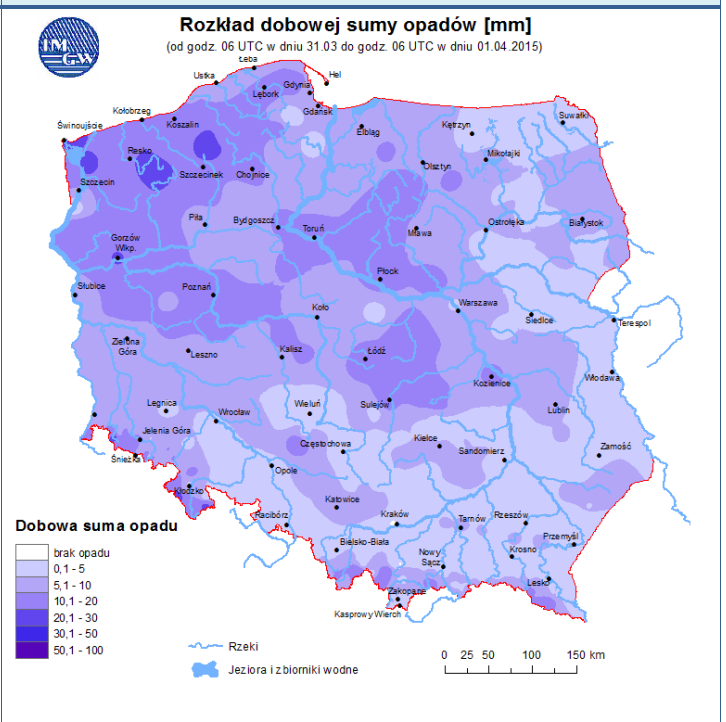 Rozkład dobowej sumy opadów [mm]
(od godz. 06 UTC w dniu 31.03 do godz. 06 UTC w dniu 01.04.2015)
IM
GW
Łeba
Ustka
Hel
Gdynia
Lębork
Gdańsk
Kołobrzeg
Koszalin
Świnoujście
Elbląg
Kętrzyn
Suwałki
Resko
Szczecinek
Chojnice
Olsztyn
Mikołajki
Szczecin
Piła
Bydgoszcz
Toruń
Mława
Ostrołęka
Białystok
Gorzów
Wlkp.
Płock
Słubice
Poznań
Koło
Warszawa
Siedlce
Terespol
Zielona
Góra
Leszno
Kalisz
Łódź
Kozienice
Włodawa
Legnica
Wrocław
Wieluń
Sulejów
Lublin
Jelenia Góra
Śnieżka
Częstochowa
Kielce
Sandomierz
Zamość
Kłodzko
Opole
Katowice
Racibórz
Kraków
Tarnów
Rzeszów
Przemyśl
Bielsko-Biała
Nowy
Sącz
Krosno
Lesko
Zakopane
Kasprowy Wierch
Dobowa suma opadu
brak opadu
0,1 - 5
5,1 - 10
10,1 - 20
20,1 - 30
30,1 - 50
50,1 - 100
Rzeki
Jeziora i zbiorniki wodne
0 25 50 100 150 km